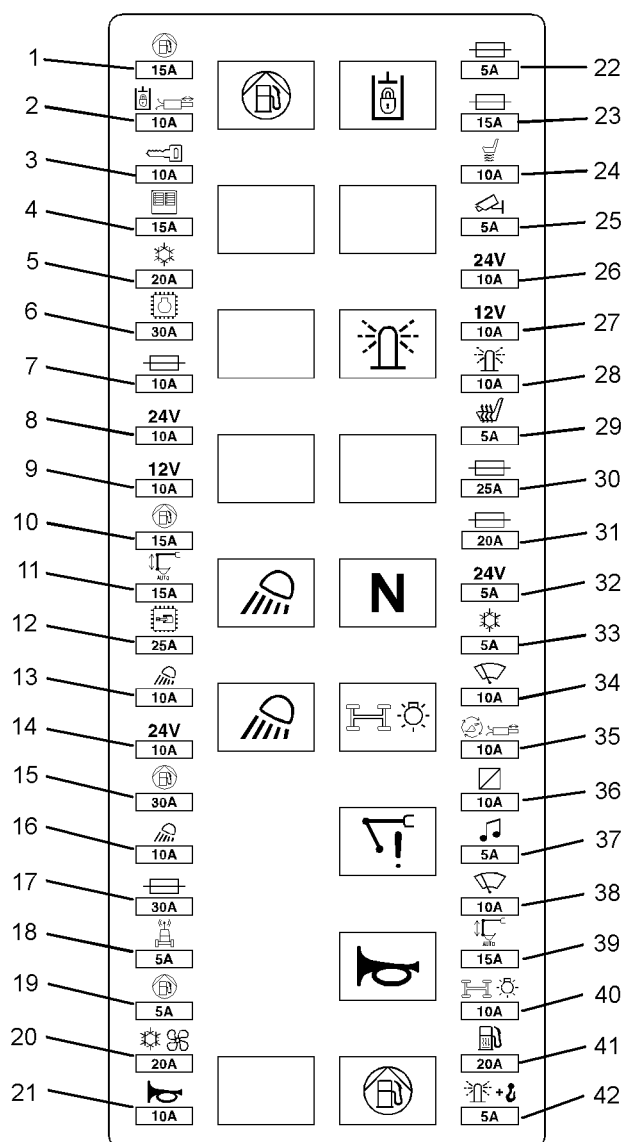 1
15A
2
10A
3
10A
4
15A
5
20A
6
30A
7
10A
8
24V
10A
9
12V
10A
10
15A
11
AUTO
15A
12
25A
13
10A
14
24V
10A
15
30A
16
10A
17
30A
18
5A
19
5A
20
20A
21
10A
N
!
5A
22
15A
23
10A
24
5A
25
24V
10A
26
12V
10A
27
10A
28
5A
29
25A
30
20A
31
24V
5A
32
5A
33
10A
34
10A
35
10A
36
5A
37
10A
38
AUTO
15A
39
10A
40
20A
41
+
5A
42